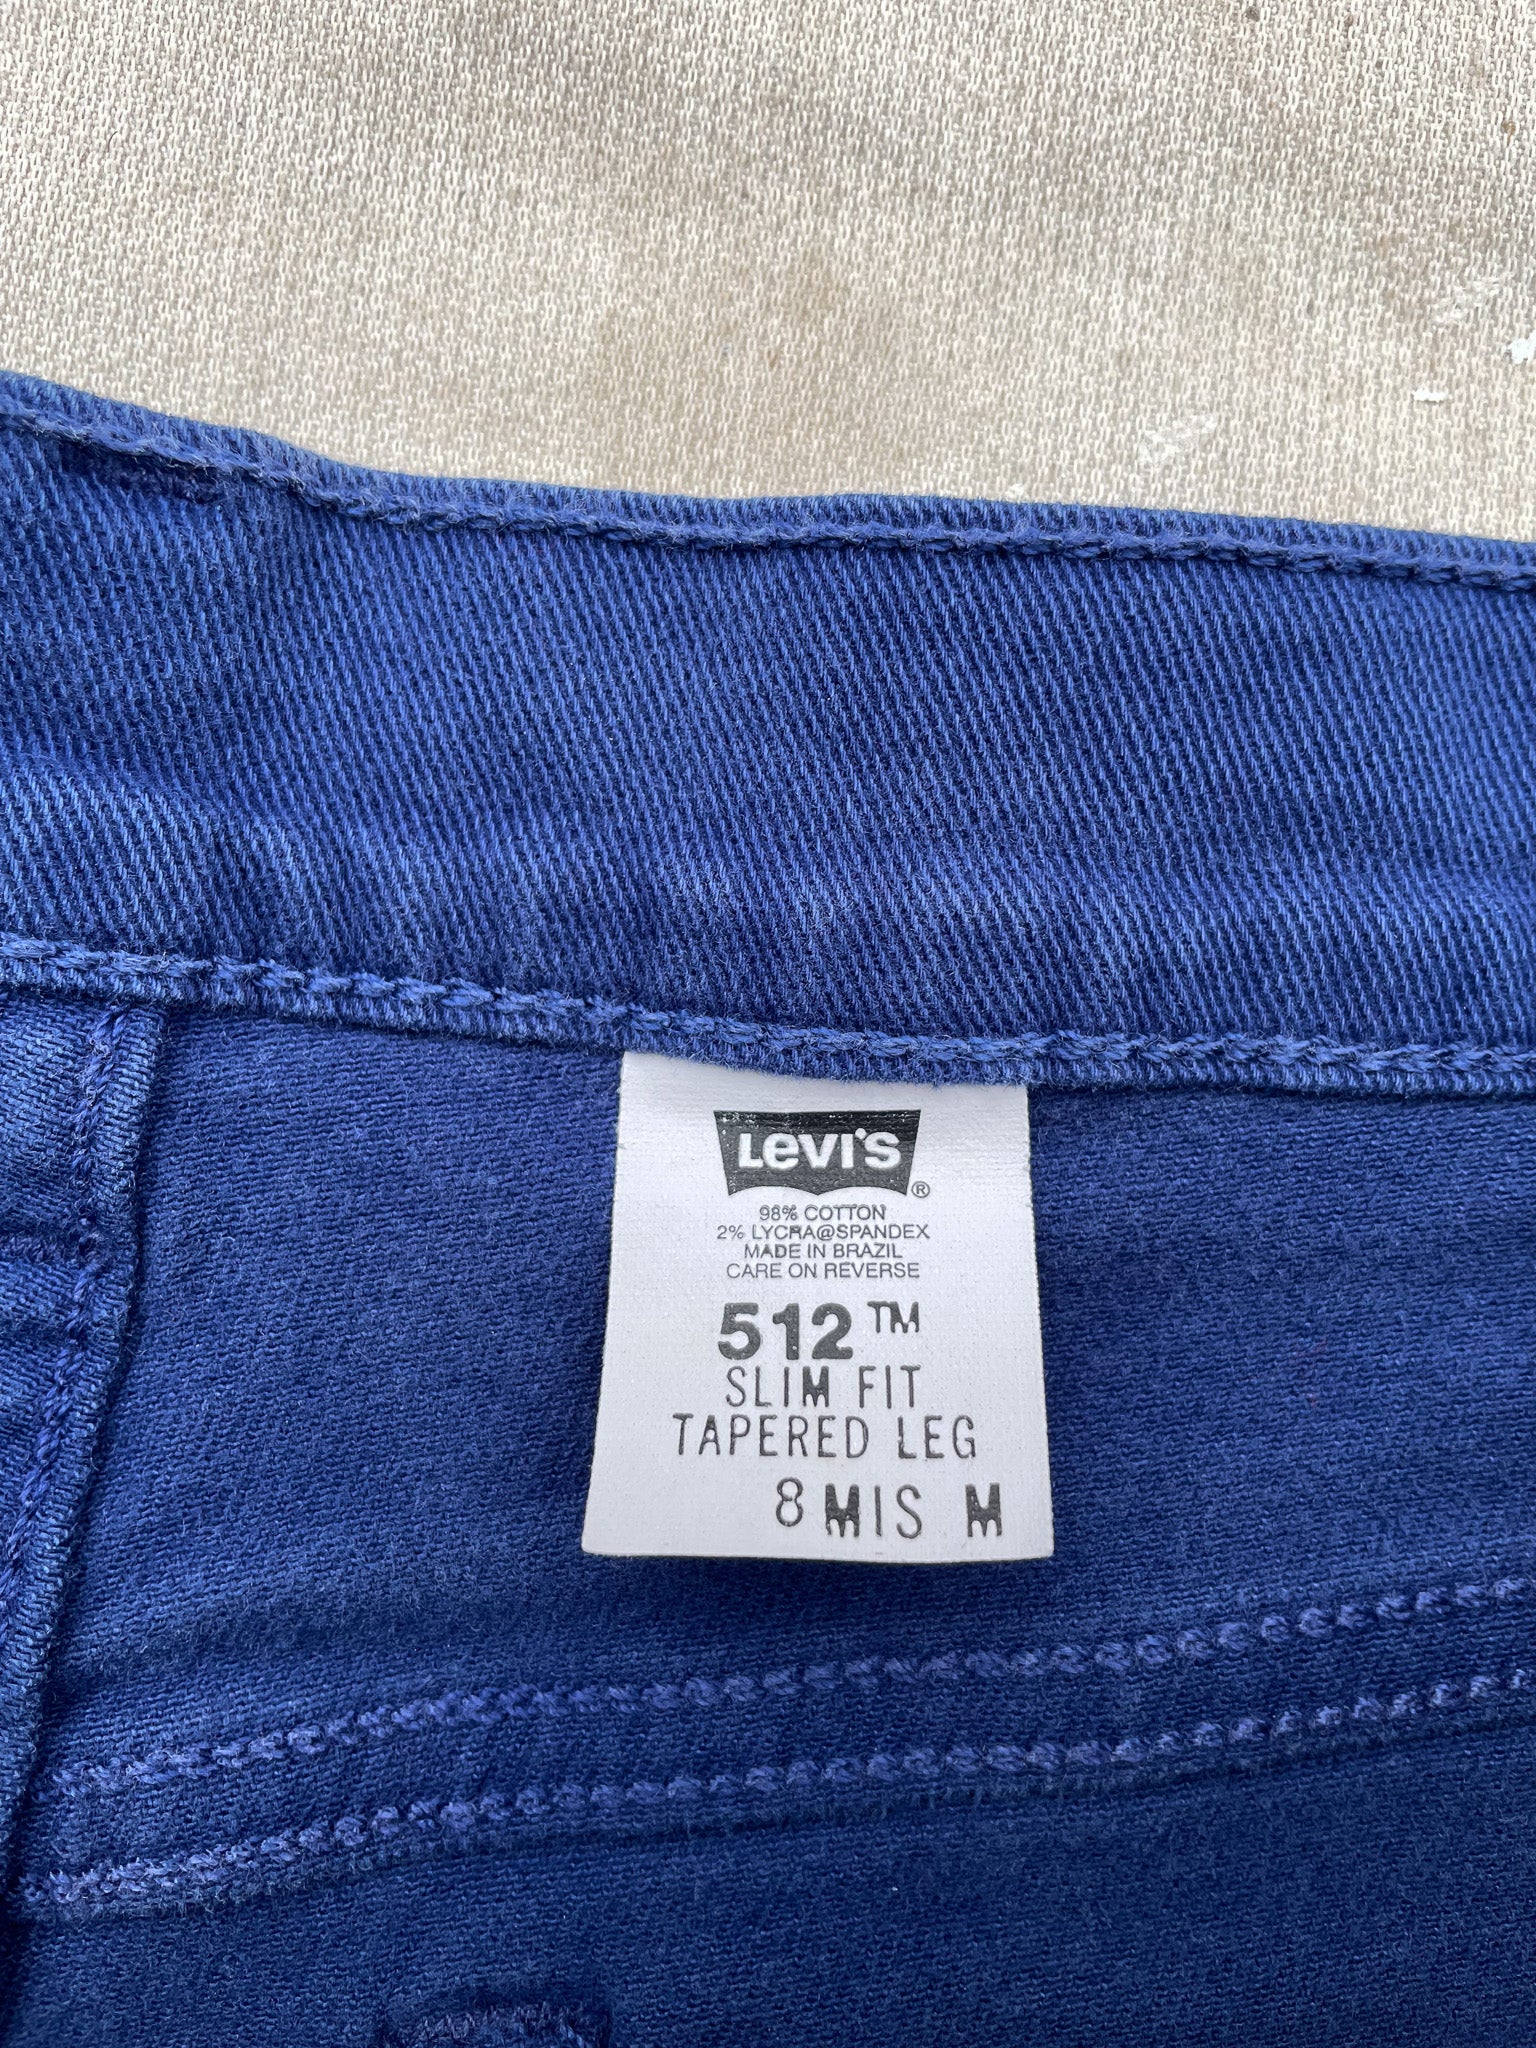 Levi's ®
98% COTTON
2% LYCRA@SPANDEX
MADE IN BRAZIL
CARE ON REVERSE
512™
SLIM FIT
TAPERED LEG
8 MIS M